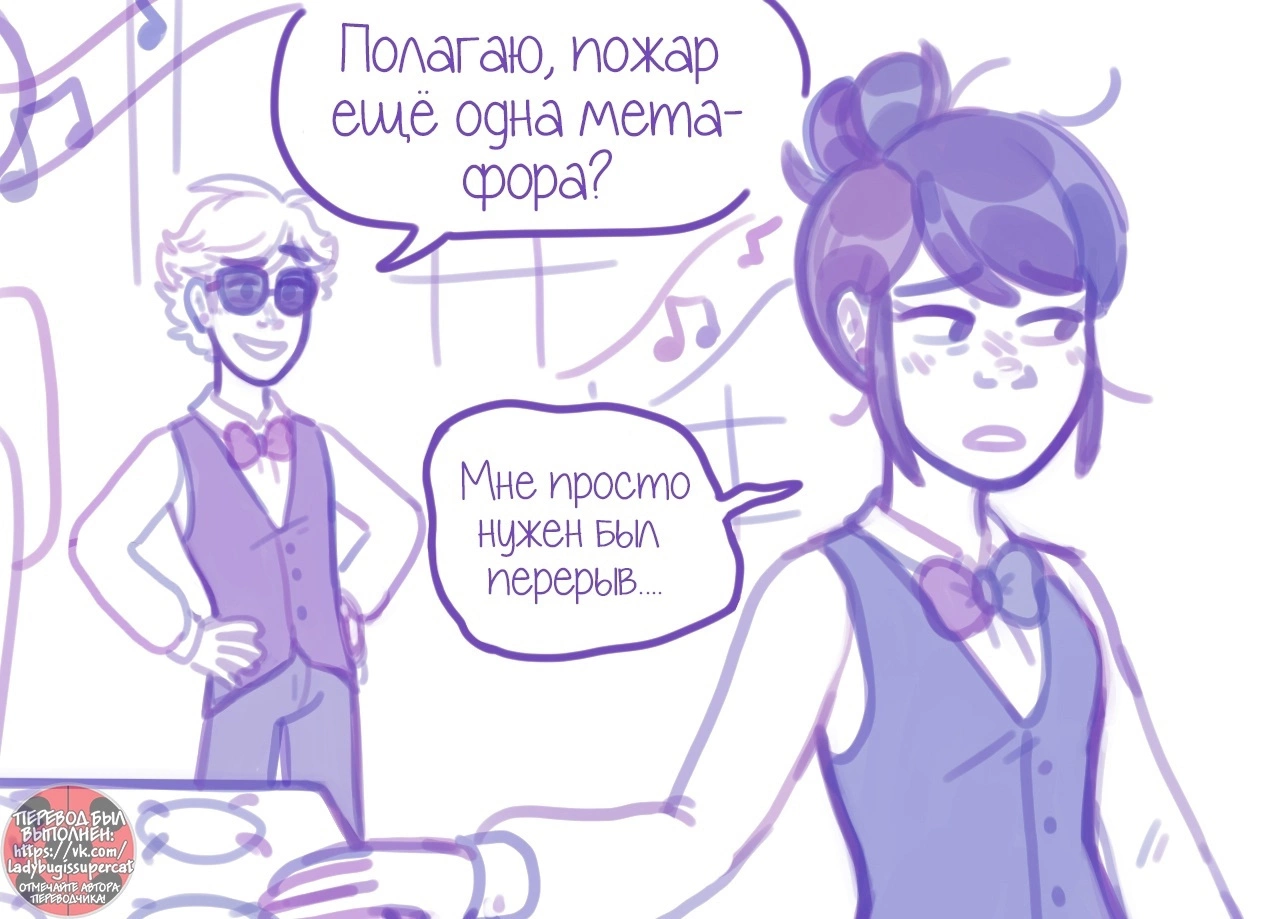 Полагаю, пожар
ещё одна мета-
фора?
Мне просто
нужен был
перерыв....
ПЕРЕВОД БЫЛ
ВЫПОЛНЕН:
https://vk.com/
ladybugissupercat
ОТМЕЧАЙТЕ АВТОРА
ПЕРЕВОДЧИКА!